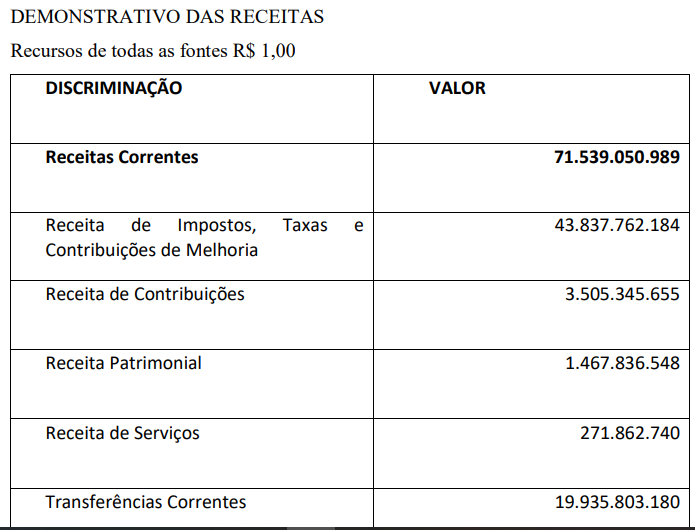 DEMONSTRATIVO DAS RECEITAS
Recursos de todas as fontes R$ 1,00
DISCRIMINAÇÃO VALOR
Receitas Correntes 71.539.050.989
Receita de Impostos, Taxas e 43.837.762.184
Contribuições de Melhoria
Receita de Contribuições 3.505.345.655
Receita Patrimonial 1.467.836.548
Receita de Serviços 271.862.740
Transferências Correntes 19.935.803.180